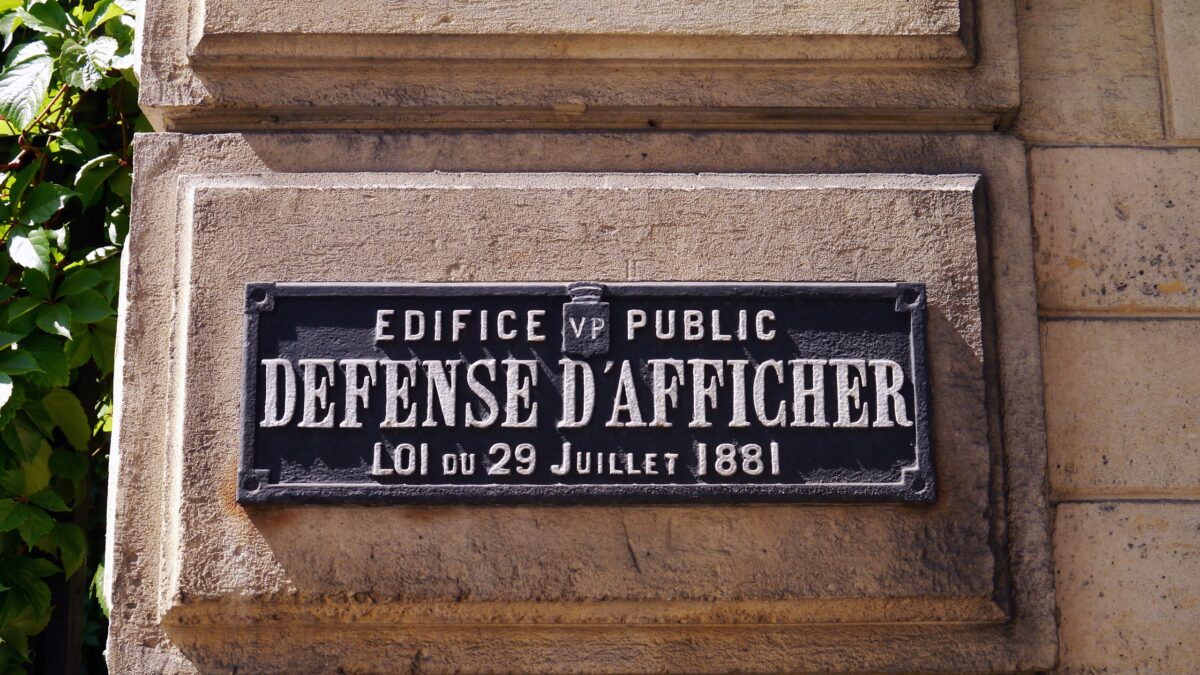 EDIFICE VP PUBLIC
DEFENSE D'AFFICHER
LOI DU 29 JUILLET 1881